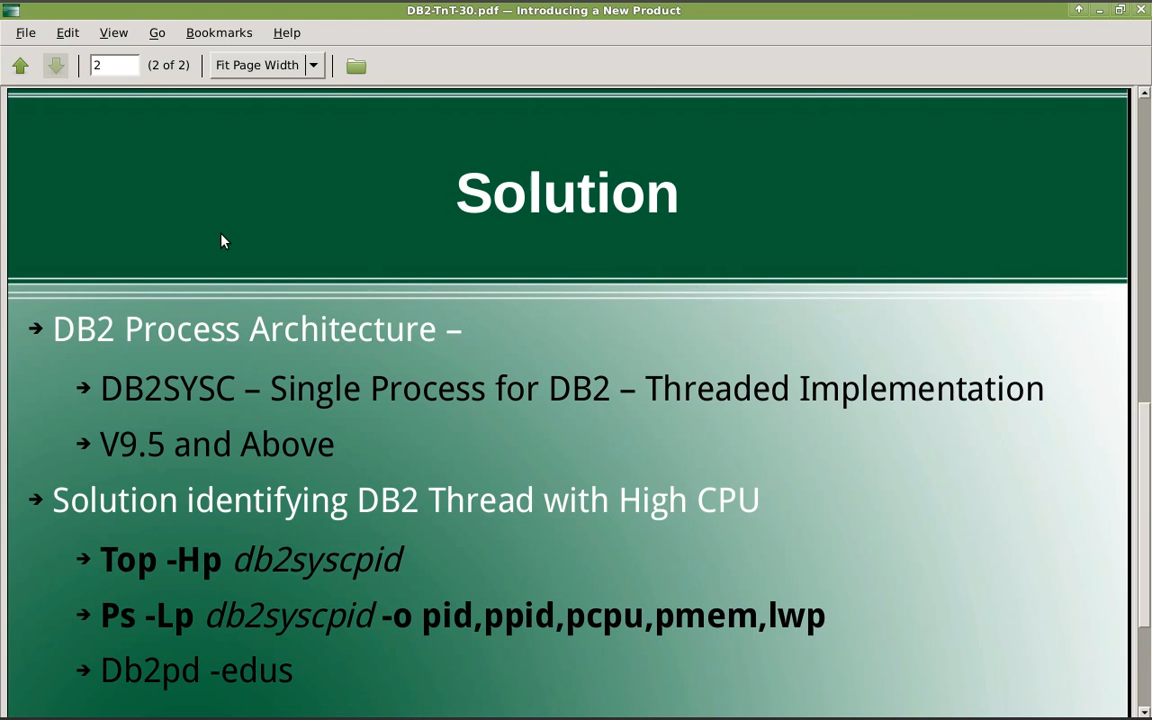 DB2-TnT-30.pdf — Introducing a New Product
File Edit View Go Bookmarks Help
2 (2 of 2) Fit Page Width
Solution
DB2 Process Architecture –
DB2SYSC – Single Process for DB2 – Threaded Implementation
V9.5 and Above
Solution identifying DB2 Thread with High CPU
Top -Hp db2syscpid
Ps -Lp db2syscpid -o pid,ppid,pcpu,pmem,lwp
Db2pd -edus